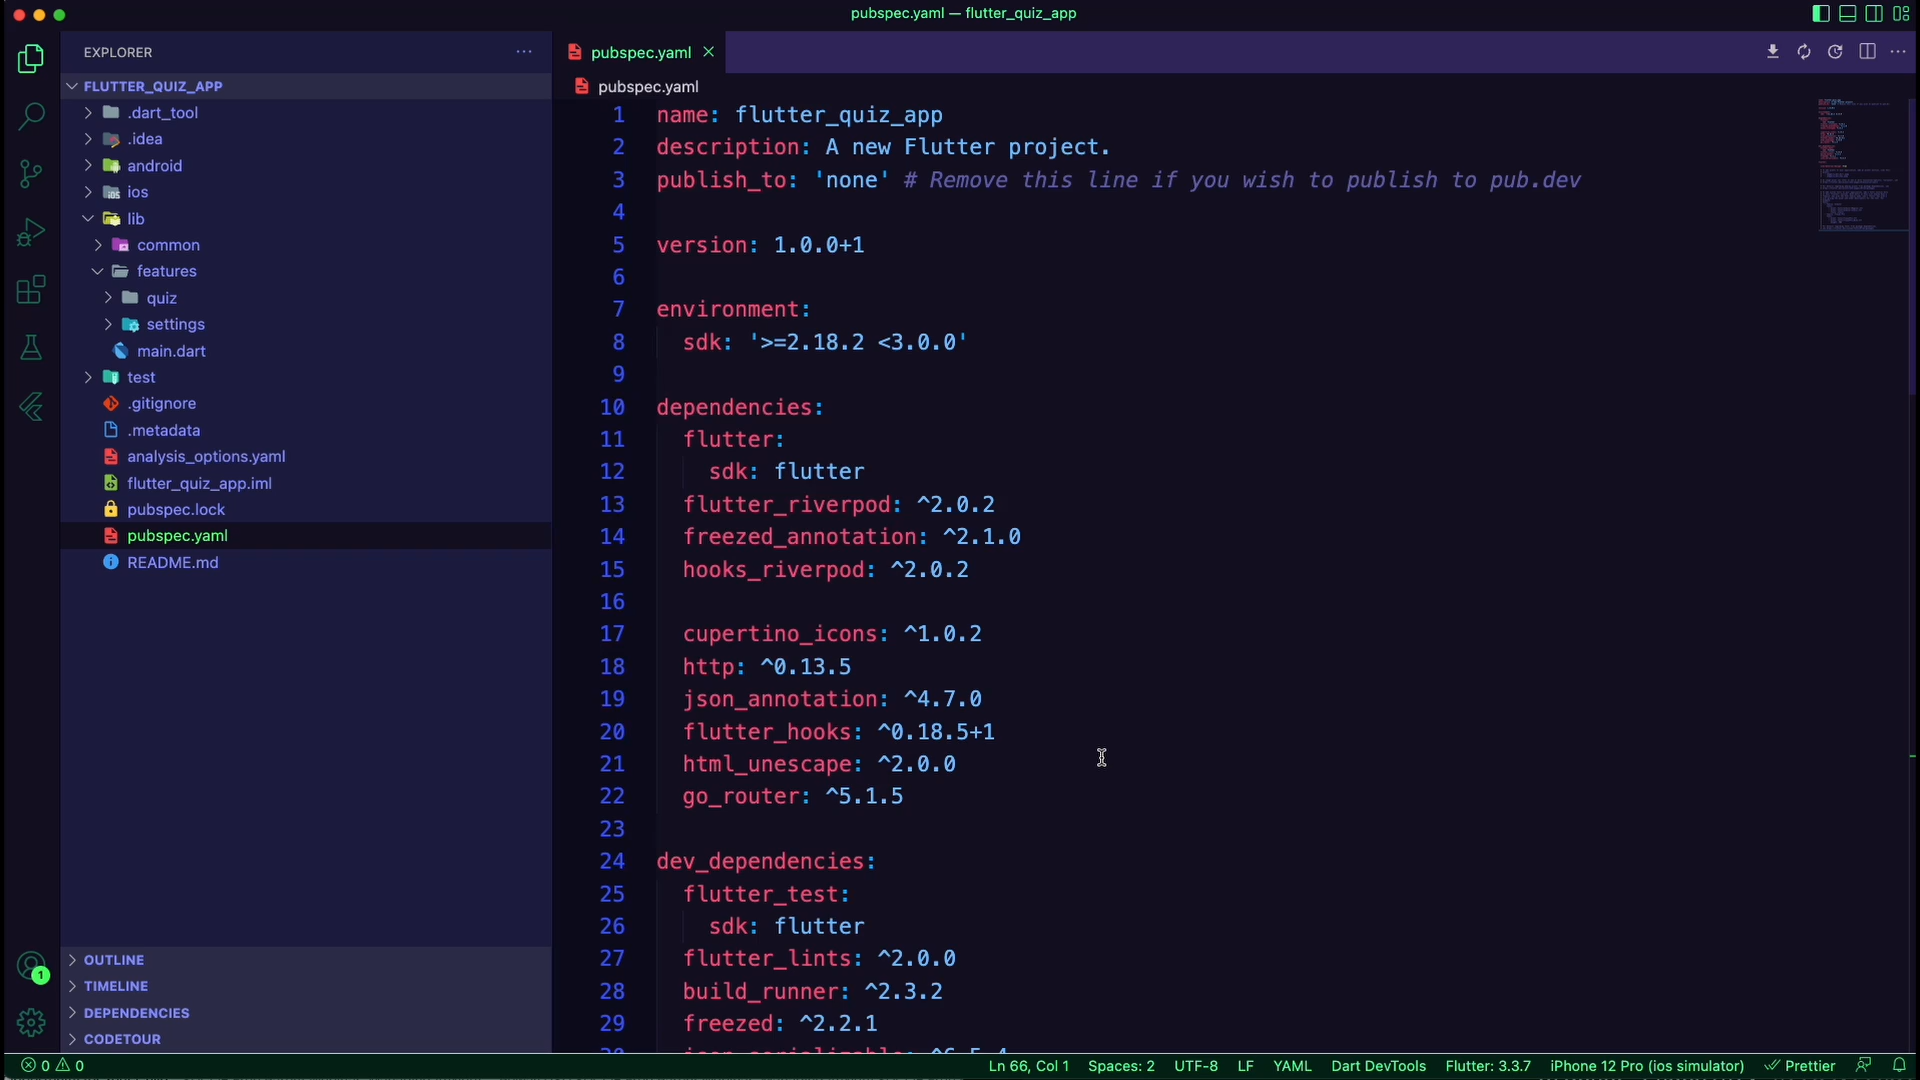 pubspec.yaml — flutter_quiz_app
EXPLORER
FLUTTER_QUIZ_APP
.dart_tool
.idea
android
ios
lib
common
features
quiz
settings
main.dart
test
.gitignore
.metadata
analysis_options.yaml
flutter_quiz_app.iml
pubspec.lock
pubspec.yaml
README.md
OUTLINE
TIMELINE
DEPENDENCIES
CODETOUR
1
pubspec.yaml
pubspec.yaml
1 name: flutter_quiz_app
2 description: A new Flutter project.
3 publish_to: 'none' # Remove this line if you wish to publish to pub.dev
4
5 version: 1.0.0+1
6
7 environment:
8 sdk: '>=2.18.2 <3.0.0'
9
10 dependencies:
11 flutter:
12 sdk: flutter
13 flutter_riverpod: ^2.0.2
14 freezed_annotation: ^2.1.0
15 hooks_riverpod: ^2.0.2
16
17 cupertino_icons: ^1.0.2
18 http: ^0.13.5
19 json_annotation: ^4.7.0
20 flutter_hooks: ^0.18.5+1
21 html_unescape: ^2.0.0
22 go_router: ^5.1.5
23
24 dev_dependencies:
25 flutter_test:
26 sdk: flutter
27 flutter_lints: ^2.0.0
28 build_runner: ^2.3.2
29 freezed: ^2.2.1
0 0 Ln 66, Col 1 Spaces: 2 UTF-8 LF YAML Dart DevTools Flutter: 3.3.7 iPhone 12 Pro (ios simulator) Prettier